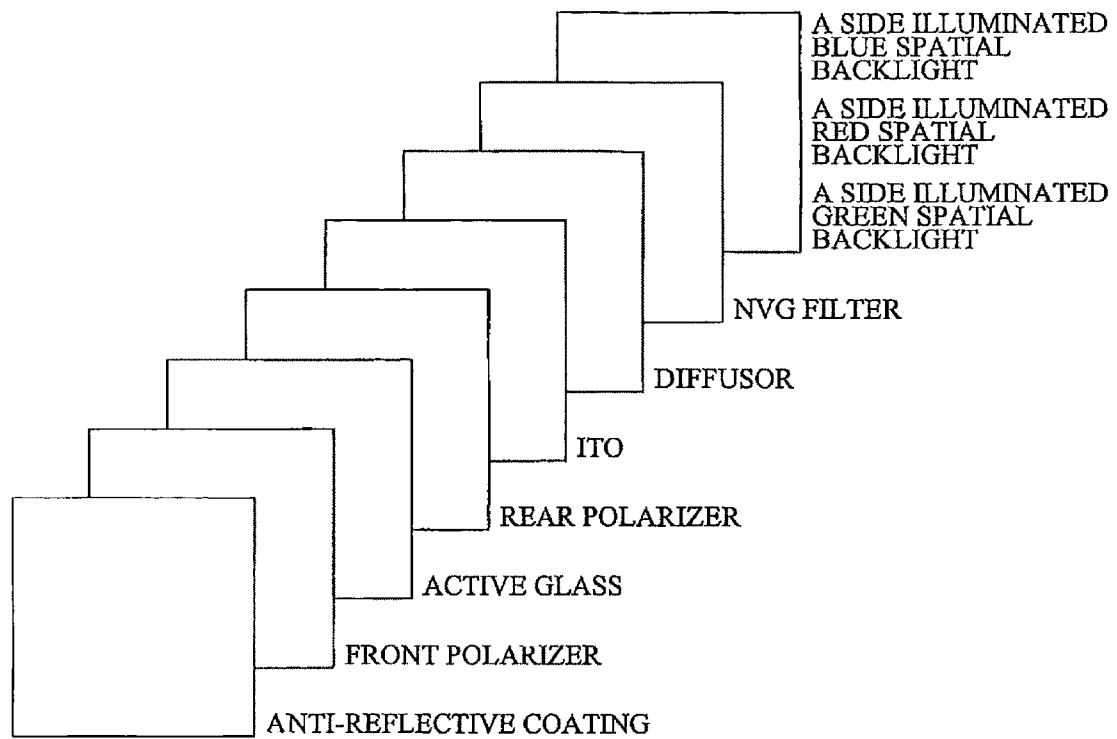 A SIDE ILLUMINATED
BLUE SPATIAL
BACKLIGHT
A SIDE ILLUMINATED
RED SPATIAL
BACKLIGHT
A SIDE ILLUMINATED
GREEN SPATIAL
BACKLIGHT
NVG FILTER
DIFFUSOR
ITO
REAR POLARIZER
ACTIVE GLASS
FRONT POLARIZER
ANTI-REFLECTIVE COATING